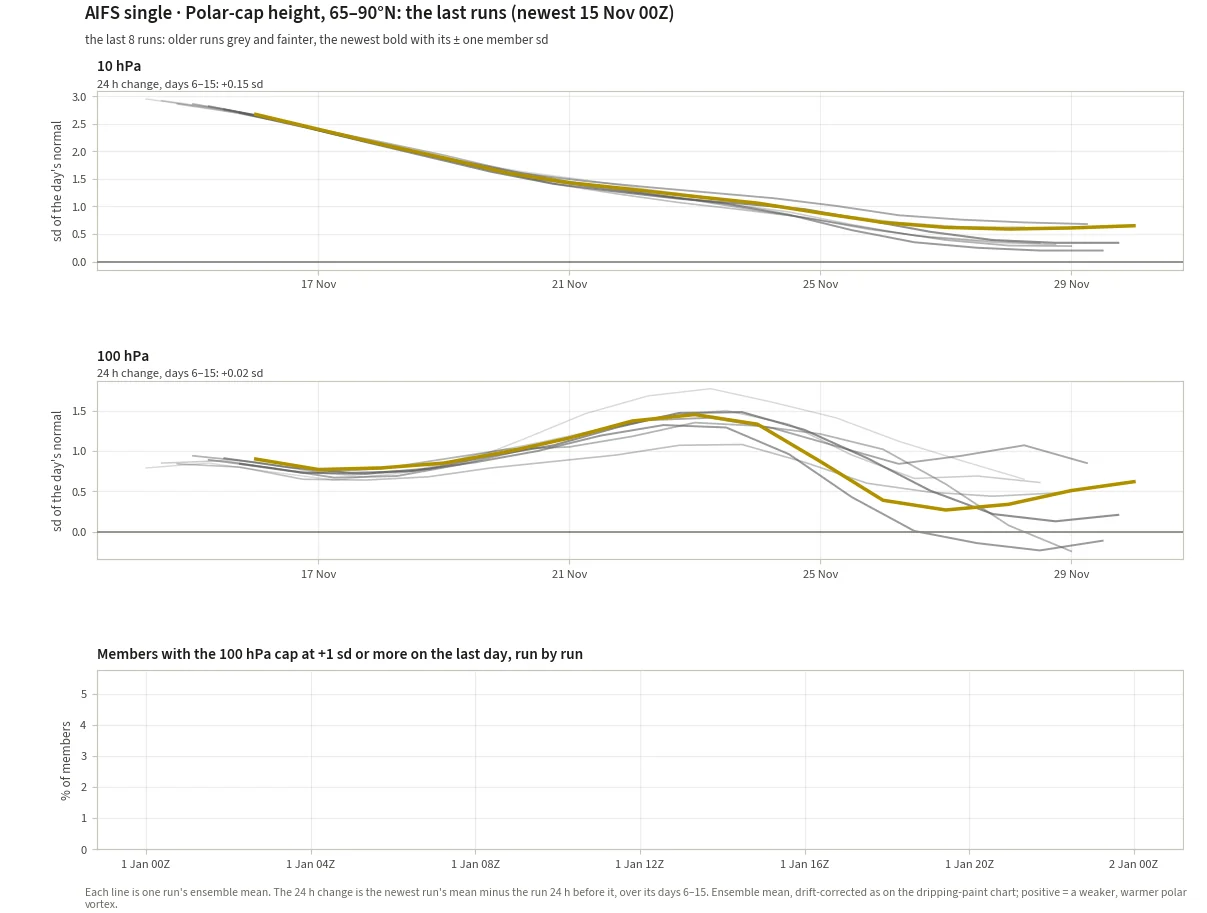 AIFS single · Polar-cap height, 65–90°N: the last runs (newest 15 Nov 00Z)
the last 8 runs: older runs grey and fainter, the newest bold with its ± one member sd
10 hPa
24 h change, days 6–15: +0.15 sd
3.0
2.5
2.0
1.5
1.0
0.5
0.0
sd of the day's normal
17 Nov 21 Nov 25 Nov 29 Nov
100 hPa
24 h change, days 6–15: +0.02 sd
1.5
1.0
0.5
0.0
sd of the day's normal
17 Nov 21 Nov 25 Nov 29 Nov
Members with the 100 hPa cap at +1 sd or more on the last day, run by run
5
4
3
2
1
0
% of members
1 Jan 00Z 1 Jan 04Z 1 Jan 08Z 1 Jan 12Z 1 Jan 16Z 1 Jan 20Z 2 Jan 00Z
Each line is one run's ensemble mean. The 24 h change is the newest run's mean minus the run 24 h before it, over its days 6–15. Ensemble mean, drift-corrected as on the dripping-paint chart; positive = a weaker, warmer polar
vortex.